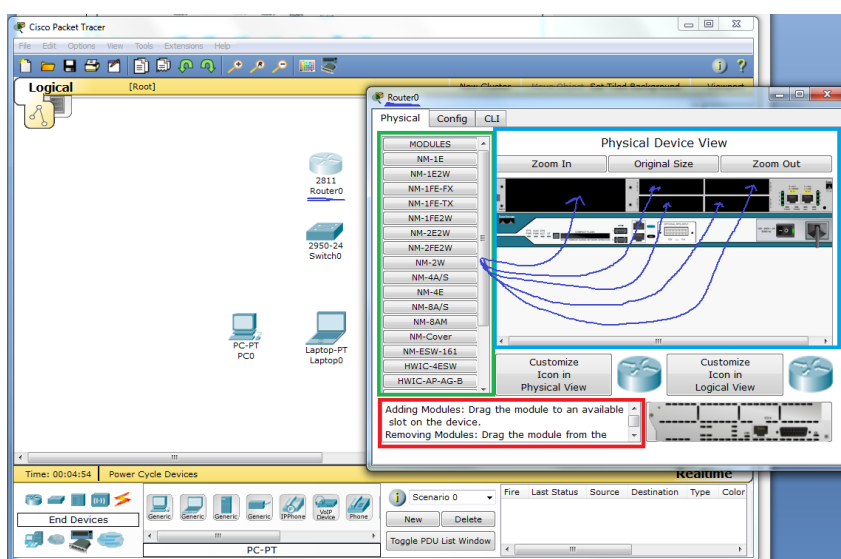 Cisco Packet Tracer
File Edit Options View Tools Extensions Help
Logical [Root] New Cluster Move Object Set Tiled Background Viewport
Router0
Physical Config CLI
MODULES
NM-1E
NM-1E2W
NM-1FE-FX
NM-1FE-TX
NM-1FE2W
NM-2E2W
NM-2FE2W
NM-2W
NM-4A/S
NM-4E
NM-8A/S
NM-8AM
NM-Cover
NM-ESW-161
HWIC-4ESW
HWIC-AP-AG-B
Physical Device View
Zoom In Original Size Zoom Out
Customize
Icon in
Physical View
Customize
Icon in
Logical View
Adding Modules: Drag the module to an available
slot on the device.
Removing Modules: Drag the module from the
2811
Router0
2950-24
Switch0
PC-PT
PC0
Laptop-PT
Laptop0
Time: 00:04:54 Power Cycle Devices Realtime
End Devices
Generic Generic Generic Generic IPPhone VoIP Device Phone
PC-PT
Scenario 0
New Delete
Toggle PDU List Window
Fire Last Status Source Destination Type Color